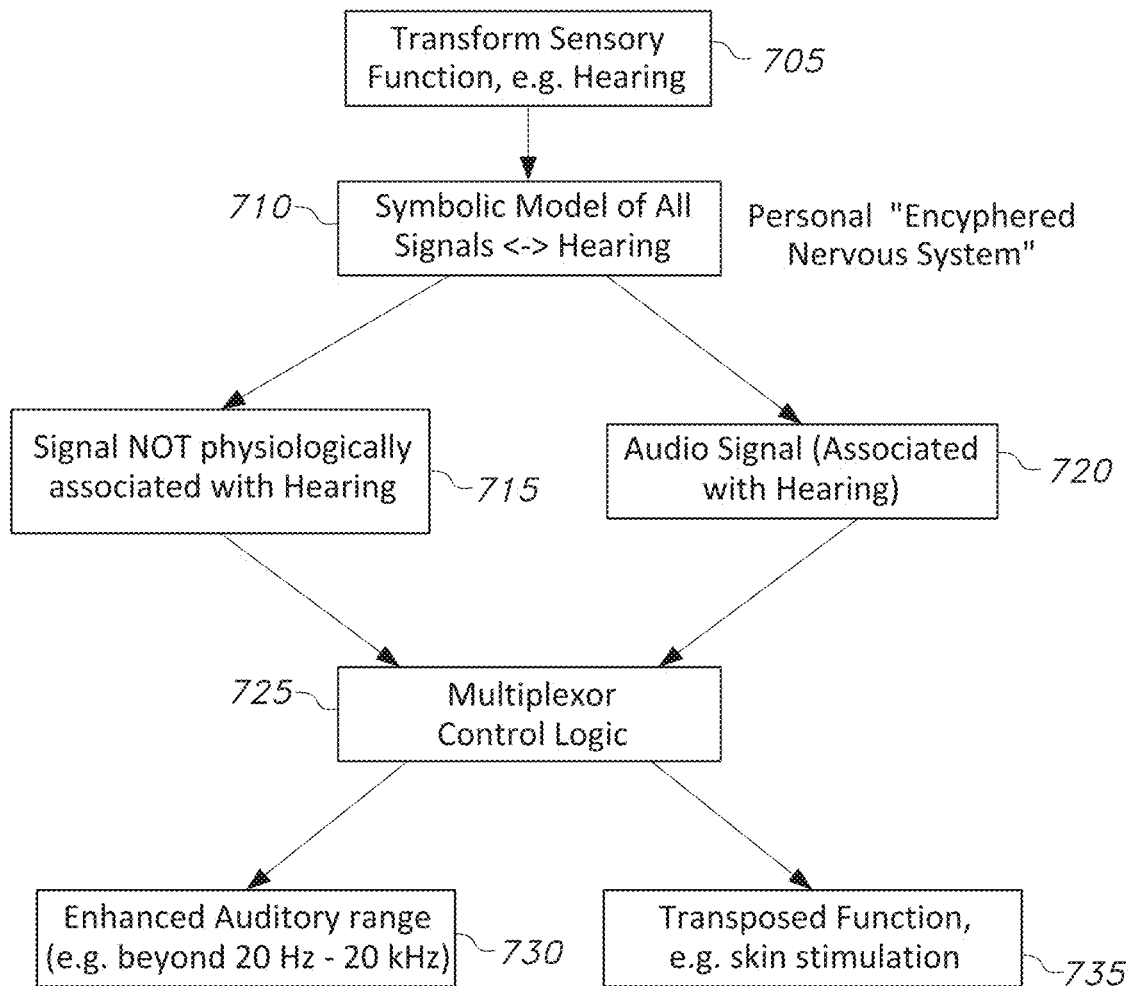 Transform Sensory
Function, e.g. Hearing
705
710
Symbolic Model of All
Signals <-> Hearing
Personal "Encyphered
Nervous System"
Signal NOT physiologically
associated with Hearing
715
Audio Signal (Associated
with Hearing)
720
725
Multiplexor
Control Logic
Enhanced Auditory range
(e.g. beyond 20 Hz - 20 kHz)
730
Transposed Function,
e.g. skin stimulation
735